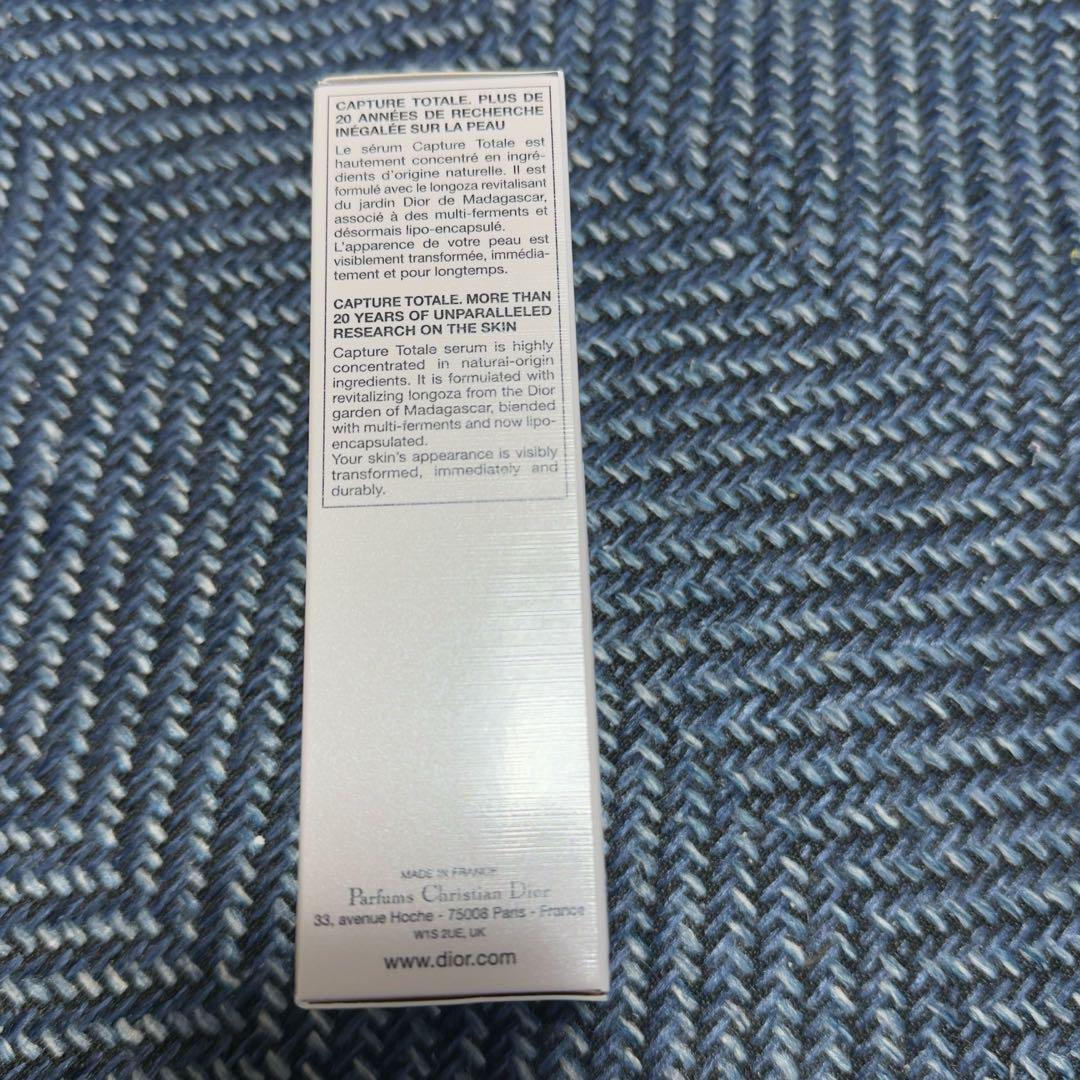 CAPTURE TOTALE. PLUS DE
20 ANNÉES DE RECHERCHE
INÉGALÉE SUR LA PEAU
Le sérum Capture Totale est
hautement concentré en ingré-
dients d'origine naturelle. Il est
formulé avec le longoza revitalisant
du jardin Dior de Madagascar,
associé à des multi-ferments et
désormais lipo-encapsulé.
L'apparence de votre peau est
visiblement transformée, immédia-
tement et pour longtemps.
CAPTURE TOTALE. MORE THAN
20 YEARS OF UNPARALLELED
RESEARCH ON THE SKIN
Capture Totale serum is highly
concentrated in natural-origin
ingredients. It is formulated with
revitalizing longoza from the Dior
garden of Madagascar, blended
with multi-ferments and now lipo-
encapsulated.
Your skin's appearance is visibly
transformed, immediately and
durably.
MADE IN FRANCE
Parfums Christian Dior
33, avenue Hoche - 75008 Paris - France
W1S 2UE, UK
www.dior.com